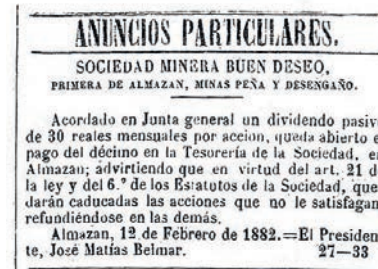 ANUNCIOS PARTICULARES.
SOCIEDAD MINERA BUEN DESEO,
PRIMERA DE ALMAZAN, MINAS PEÑA Y DESENGAÑO.
Acordado en Junta general un dividendo pasiv
de 30 reales mensuales por accion, queda abierto e
pago del décimo en la Tesorería de la Sociedad, e
Almazan; advirtiendo que en virtud del art. 21 d
la ley y del 6.º de los Estatutos de la Sociedad, que
darán caducadas las acciones que no le satisfagan
refundiéndose en las demás.
Almazan, 12 de Febrero de 1882.=El Presiden
te, José Matías Belmar. 27—33